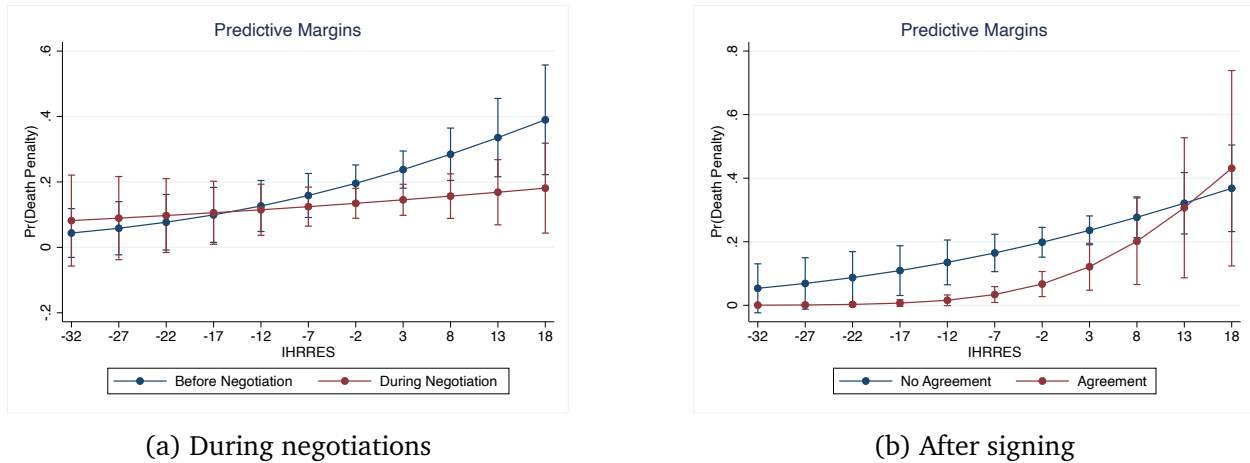 Predictive Margins
Pr(Death Penalty)
.6
.4
.2
0
-.2
-32 -27 -22 -17 -12 -7 -2 3 8 13 18
IHRRES
Before Negotiation During Negotiation
(a) During negotiations
Predictive Margins
Pr(Death Penalty)
.8
.6
.4
.2
0
-32 -27 -22 -17 -12 -7 -2 3 8 13 18
IHRRES
No Agreement Agreement
(b) After signing